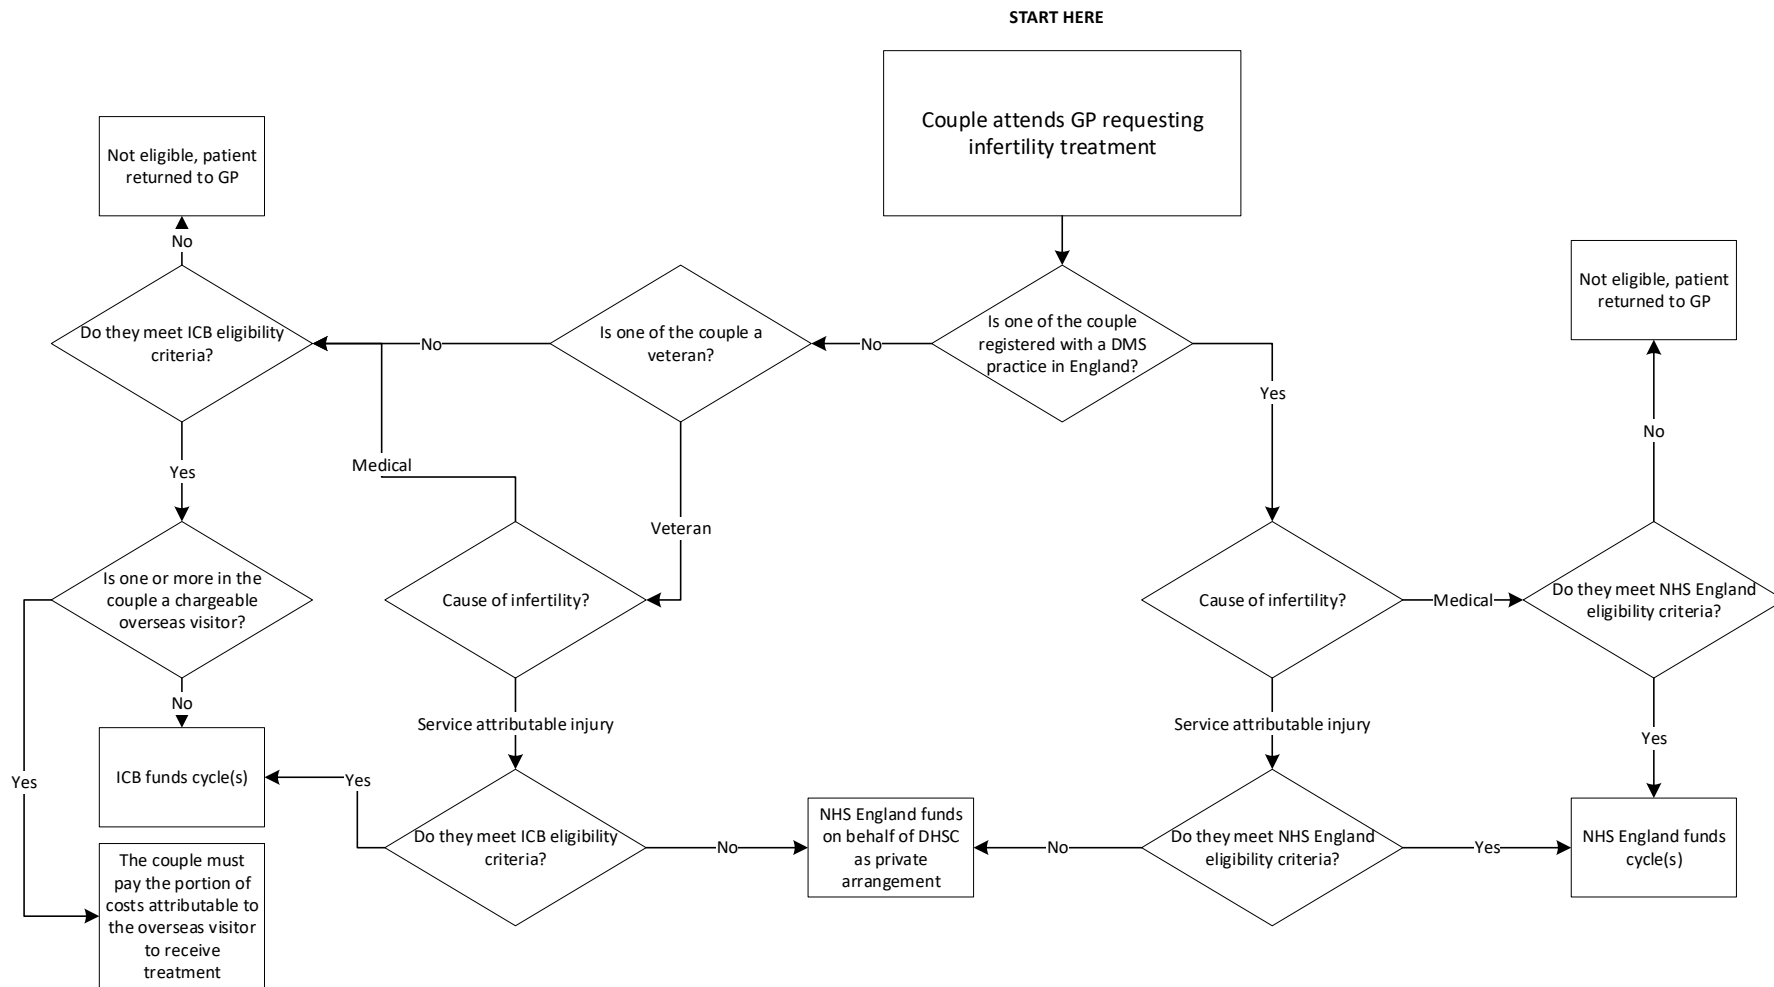 START HERE
Couple attends GP requesting
infertility treatment
Not eligible, patient
returned to GP
No
Do they meet ICB eligibility
criteria?
No
Is one of the couple a
veteran?
No
Is one of the couple
registered with a DMS
practice in England?
Not eligible, patient
returned to GP
Yes
No
Yes
Medical
Veteran
Is one or more in the
couple a chargeable
overseas visitor?
Cause of infertility?
Cause of infertility?
Medical
Do they meet NHS England
eligibility criteria?
No
Service attributable injury
Service attributable injury
Yes
Yes
ICB funds cycle(s)
Yes
Do they meet ICB eligibility
criteria?
No
NHS England funds
on behalf of DHSC
as private
arrangement
No
Do they meet NHS England
eligibility criteria?
Yes
NHS England funds
cycle(s)
The couple must
pay the portion of
costs attributable to
the overseas visitor
to receive
treatment